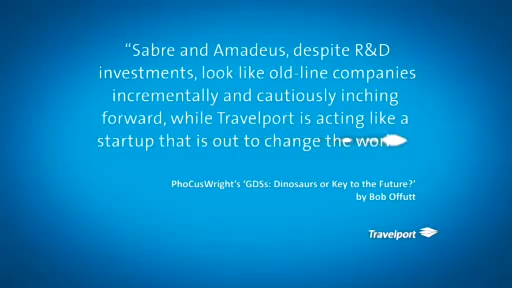 “Sabre and Amadeus, despite R&D
investments, look like old-line companies
incrementally and cautiously inching
forward, while Travelport is acting like a
startup that is out to change the
PhoCusWright's ‘GDSs: Dinosaurs or Key to the Future?’
by Bob Offutt
Travelport